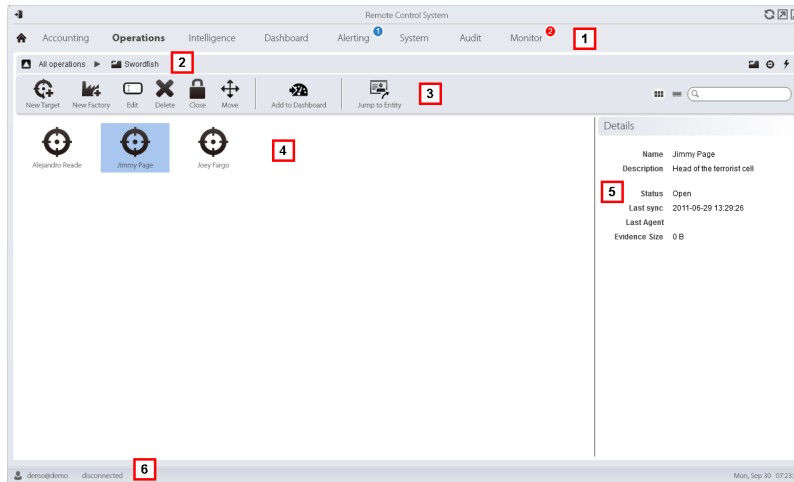 Remote Control System
Accounting Operations Intelligence Dashboard Alerting 1 System Audit Monitor 2 1
All operations ▶ Swordfish 2
New Target New Factory Edit Delete Close Move Add to Dashboard Jump to Entity 3
Alejandro Reade Jimmy Page Joey Fargo 4
Details
Name Jimmy Page
Description Head of the terrorist cell
5 Status Open
Last sync 2011-06-29 13:29:26
Last Agent
Evidence Size 0 B
demo@demo disconnected 6 Mon, Sep 30 07:23: